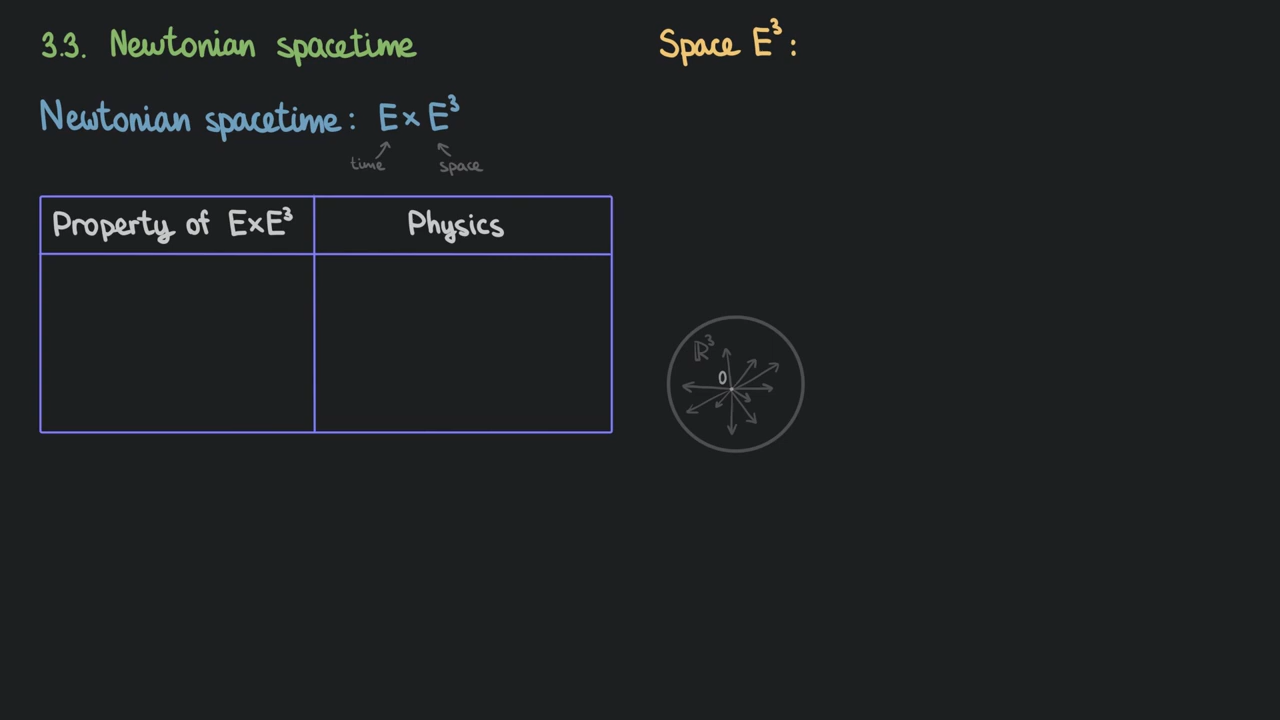 3.3. Newtonian spacetime
Newtonian spacetime: E×E³
time space
Property of E×E³ Physics
Space E³:
ℝ³
0